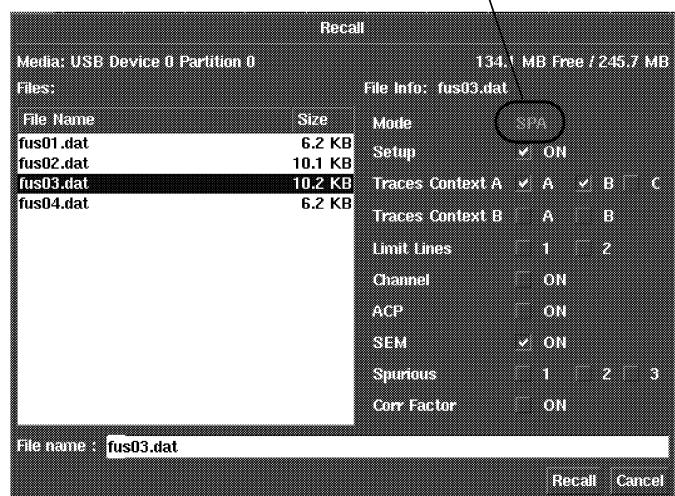 Recall
Media: USB Device 0 Partition 0 134.1 MB Free / 245.7 MB
Files: File Info: fus03.dat
File Name Size
fus01.dat 6.2 KB
fus02.dat 10.1 KB
fus03.dat 10.2 KB
fus04.dat 6.2 KB
Mode SPA
Setup ON
Traces Context A A B C
Traces Context B A B
Limit Lines 1 2
Channel ON
ACP ON
SEM ON
Spurious 1 2 3
Corr Factor ON
File name : fus03.dat
Recall Cancel